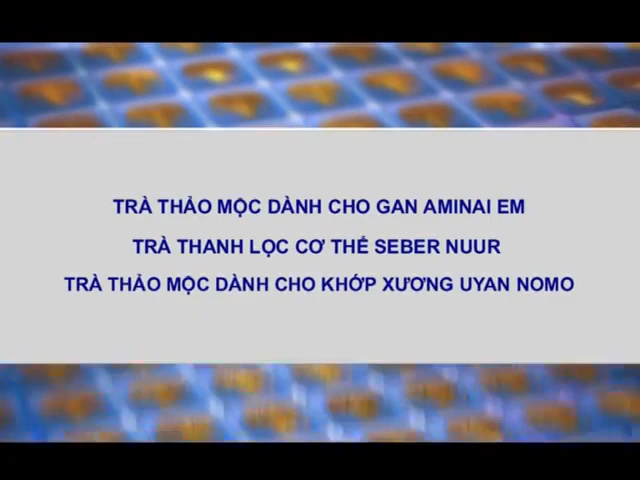 TRÀ THẢO MỘC DÀNH CHO GAN AMINAI EM
TRÀ THANH LỌC CƠ THỂ SEBER NUUR
TRÀ THẢO MỘC DÀNH CHO KHỚP XƯƠNG UYAN NOMO